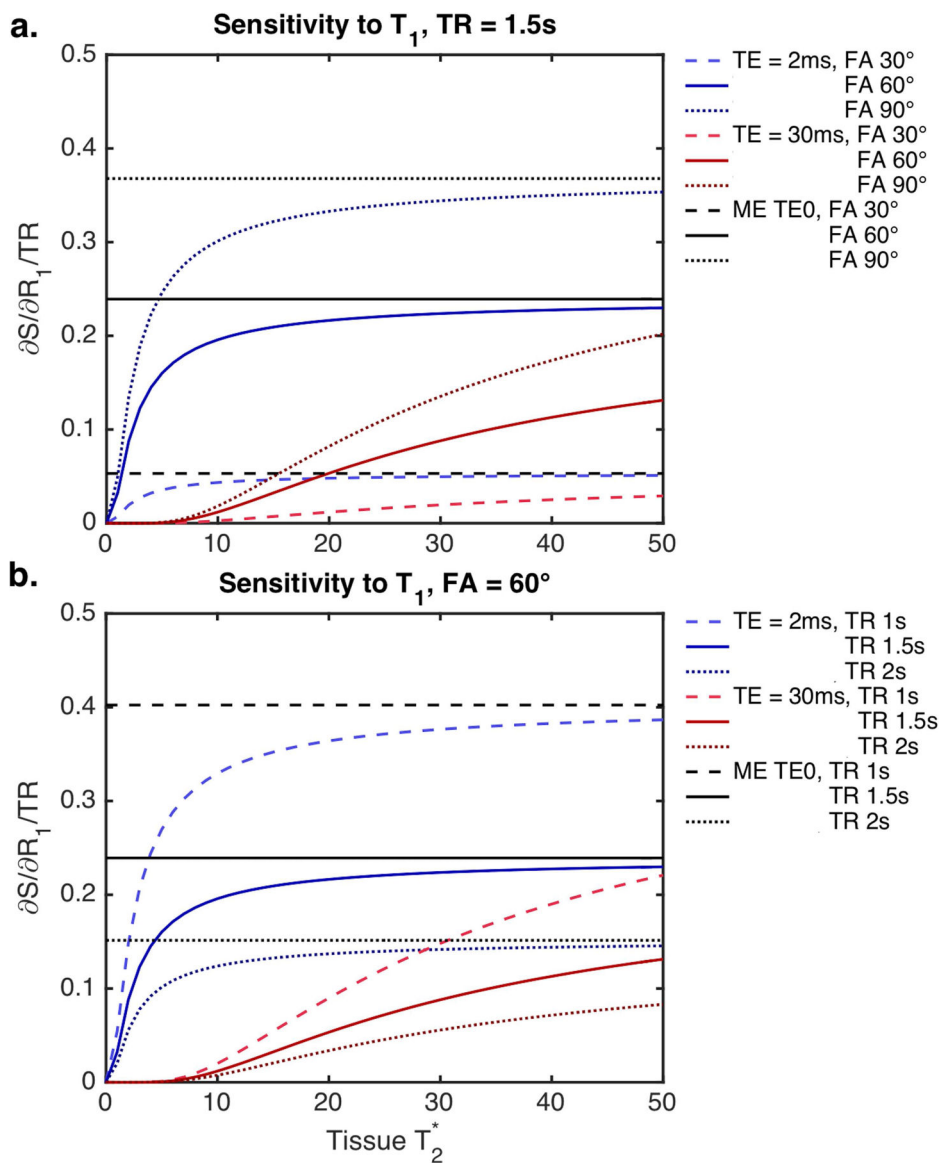 a.
Sensitivity to T1, TR = 1.5s
0.5
0.4
0.3
0.2
0.1
0
∂S/∂R1/TR
0 10 20 30 40 50
TE = 2ms, FA 30°
FA 60°
FA 90°
TE = 30ms, FA 30°
FA 60°
FA 90°
ME TE0, FA 30°
FA 60°
FA 90°
b.
Sensitivity to T1, FA = 60°
0.5
0.4
0.3
0.2
0.1
0
∂S/∂R1/TR
0 10 20 30 40 50
Tissue T2*
TE = 2ms, TR 1s
TR 1.5s
TR 2s
TE = 30ms, TR 1s
TR 1.5s
TR 2s
ME TE0, TR 1s
TR 1.5s
TR 2s